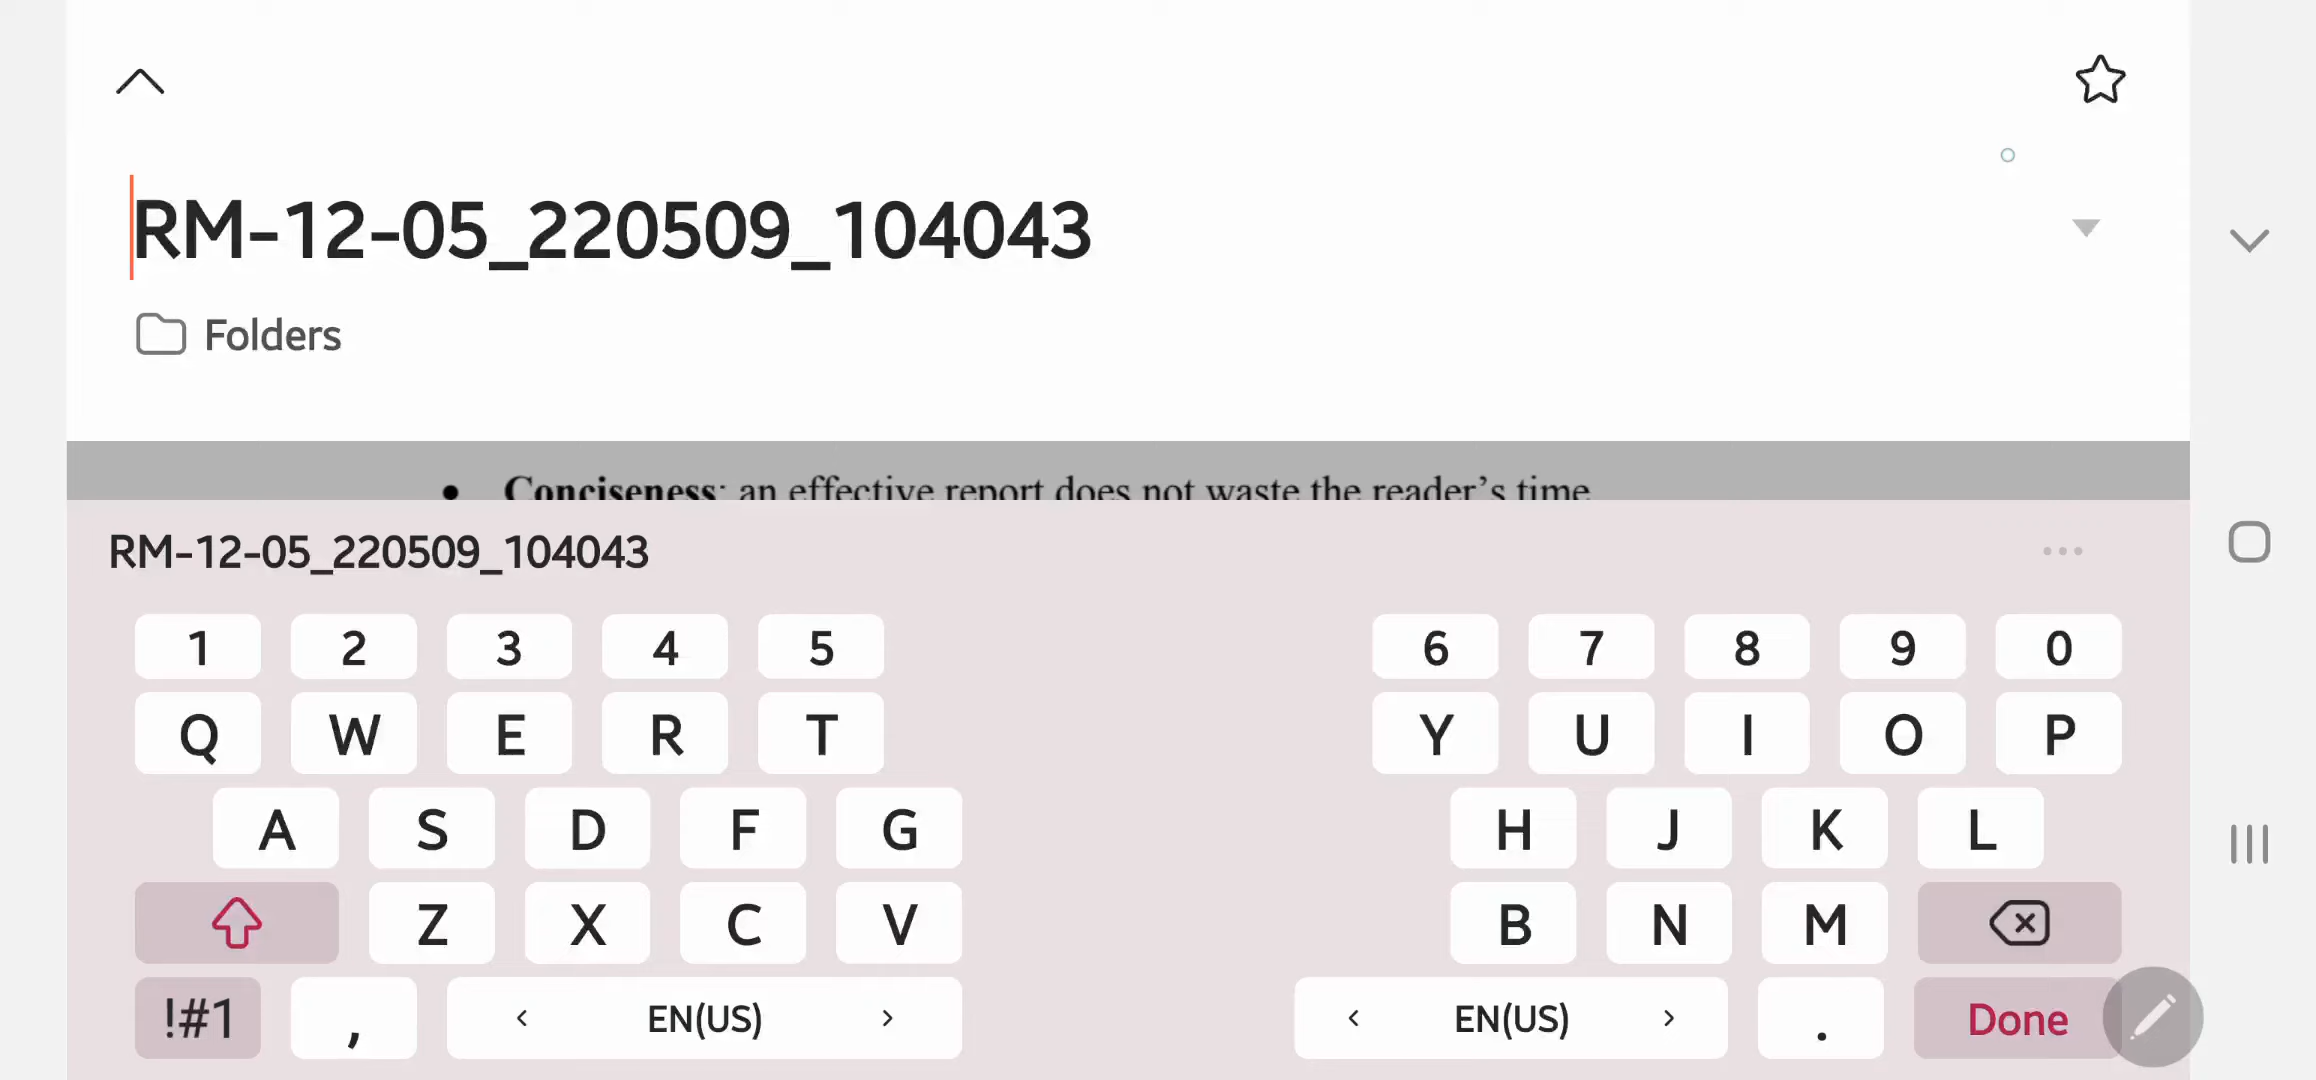 RM-12-05_220509_104043
Folders
• Conciseness: an effective report does not waste the reader's time
RM-12-05_220509_104043
1 2 3 4 5 6 7 8 9 0
Q W E R T Y U I O P
A S D F G H J K L
Z X C V B N M
!#1 , < EN(US) > < EN(US) > . Done